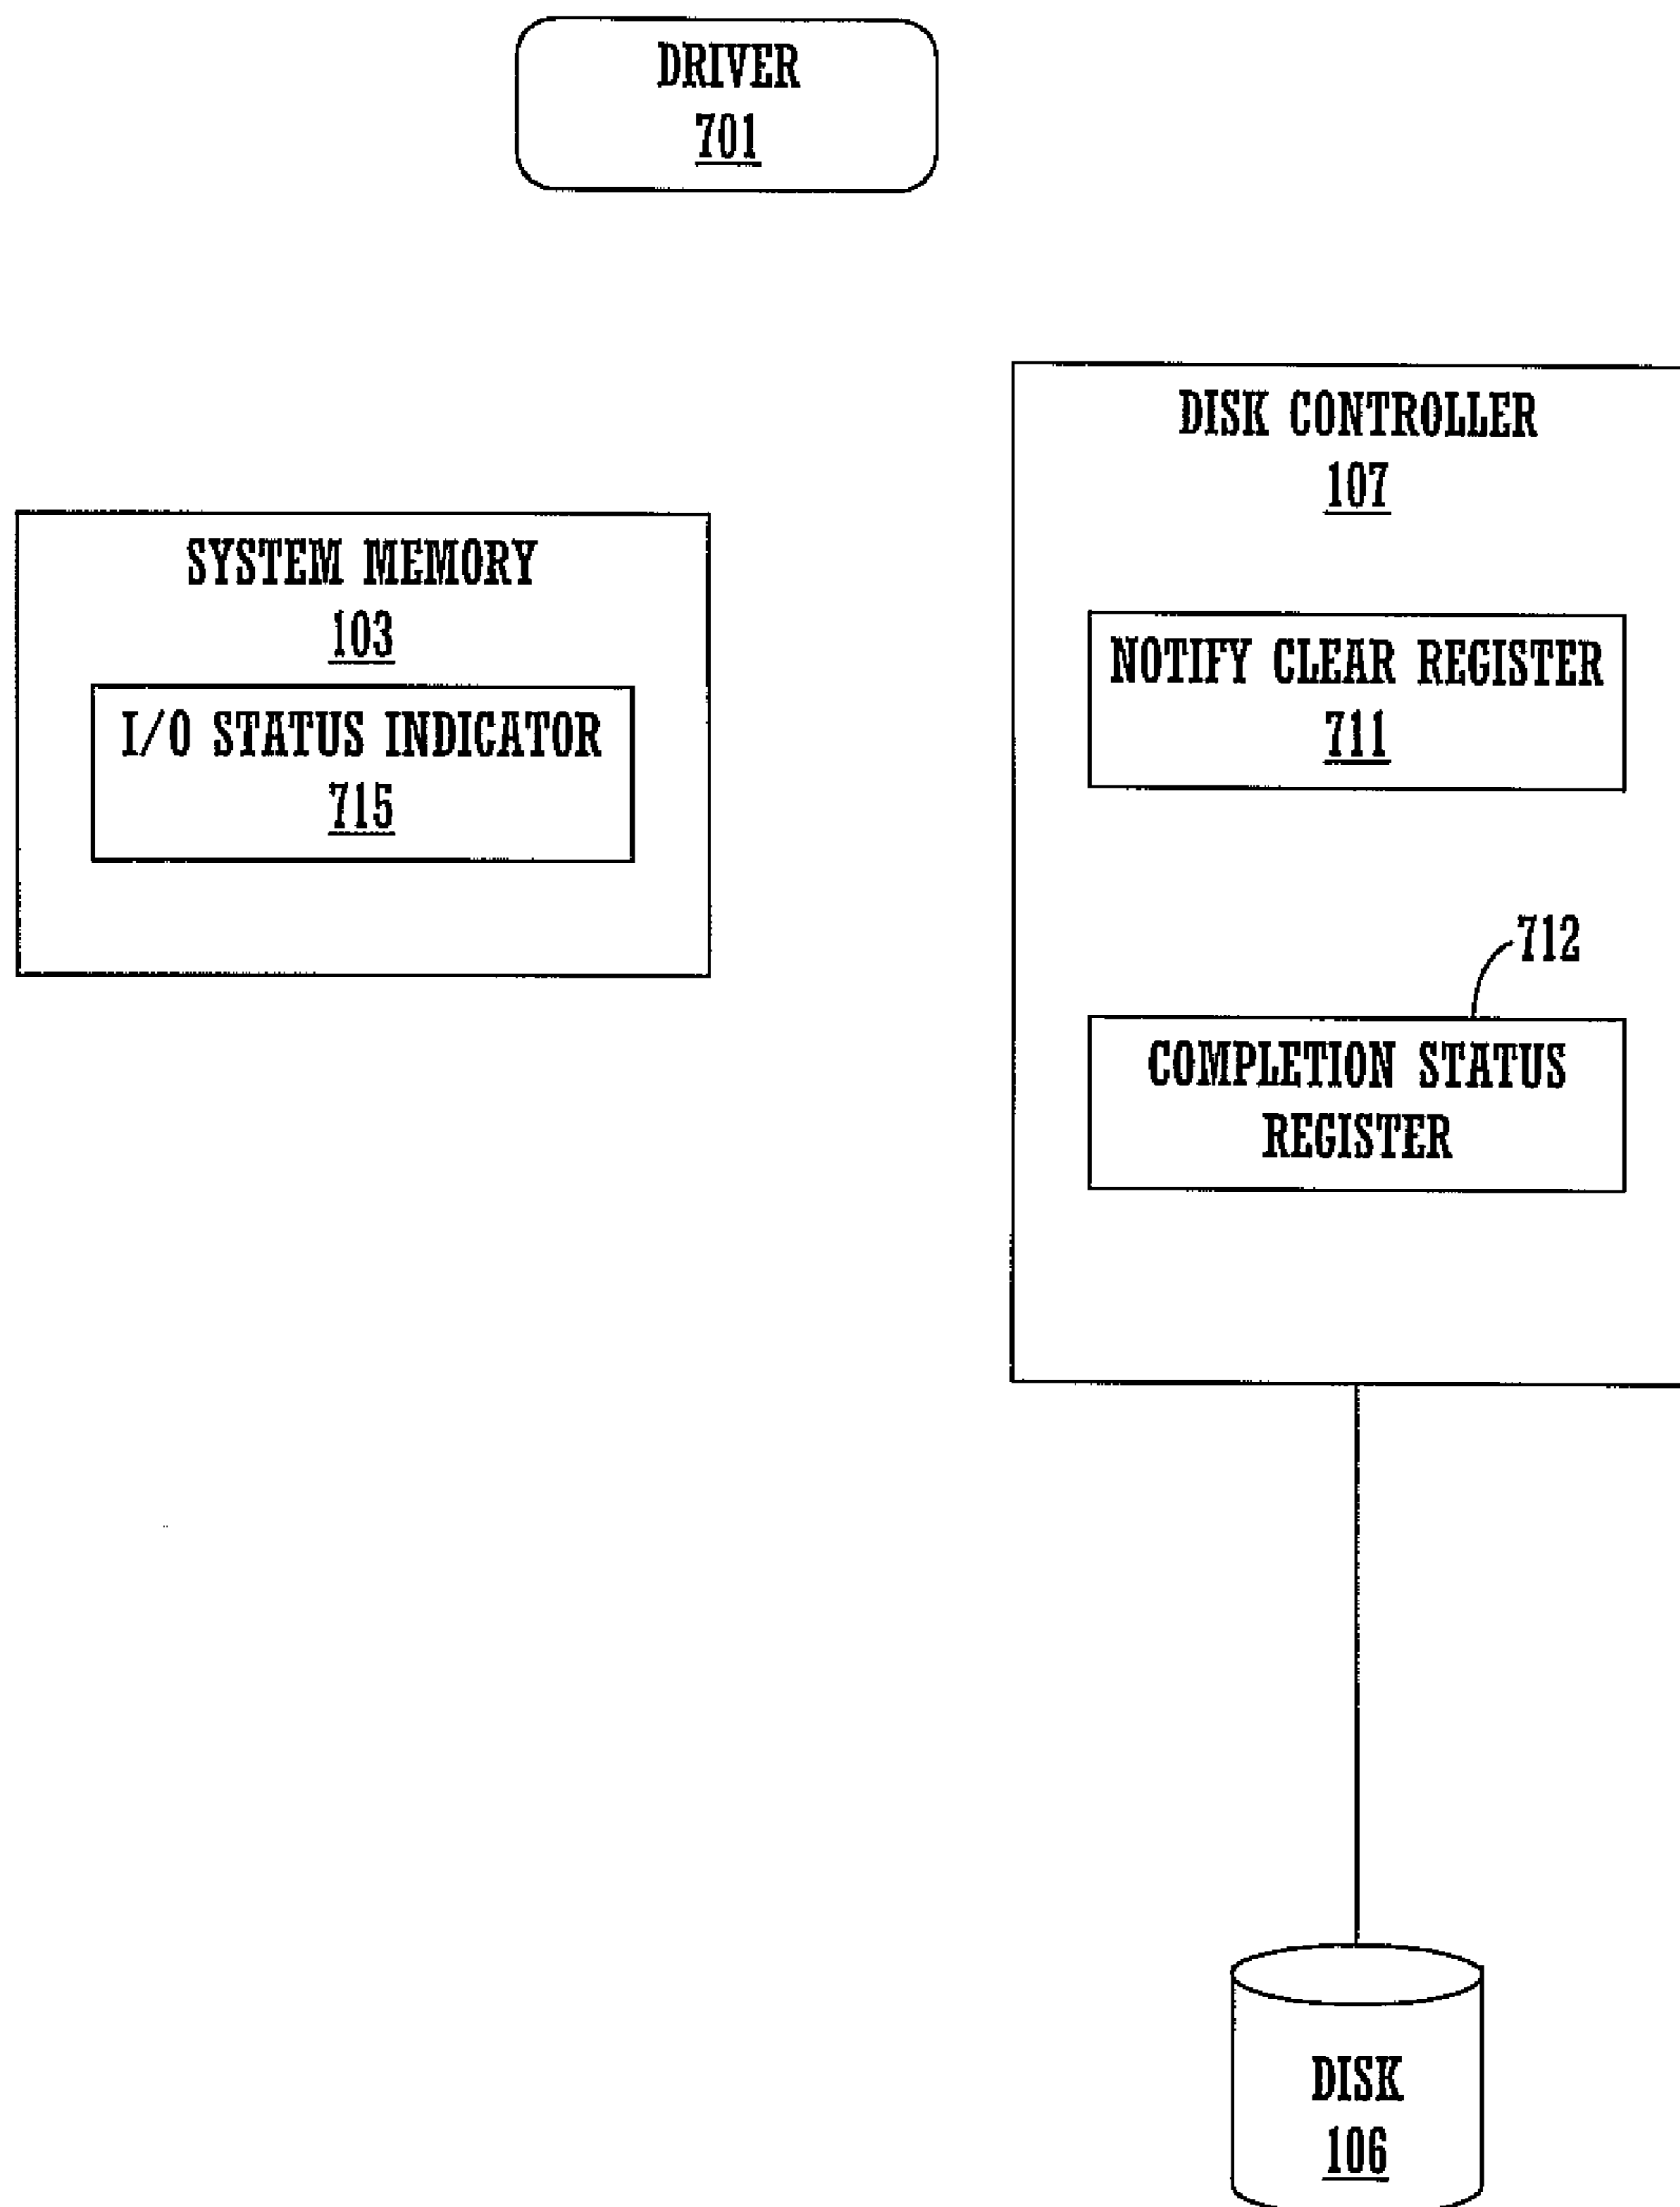 DRIVER
701
DISK CONTROLLER
107
SYSTEM MEMORY
103
I/O STATUS INDICATOR
715
NOTIFY CLEAR REGISTER
711
712
COMPLETION STATUS
REGISTER
DISK
106